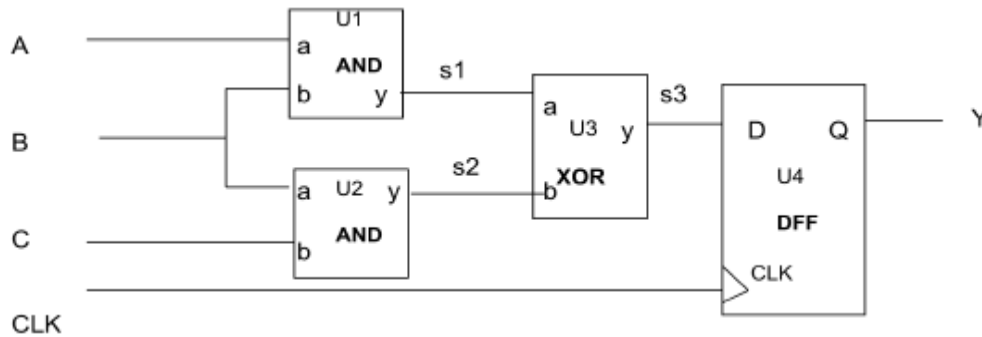 A
B
C
CLK
U1
a
AND
b
y
s1
U2
a
y
AND
b
s2
a
U3
y
XOR
b
s3
D
Q
U4
DFF
CLK
Y